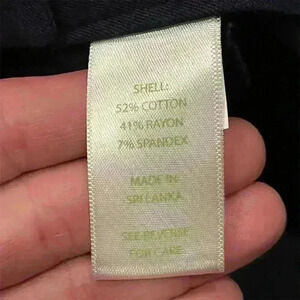 SHELL:
52% COTTON
41% RAYON
7% SPANDEX
MADE IN
SRI LANKA
SEE REVERSE
FOR CARE